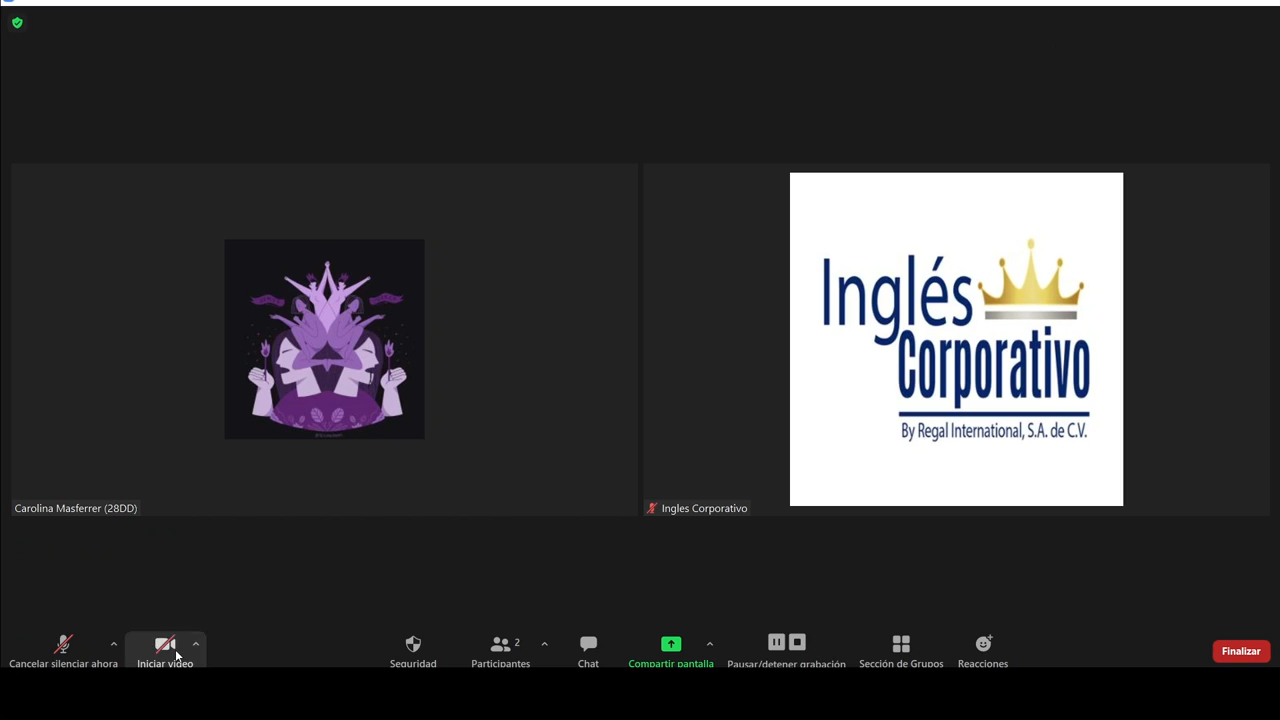 Inglés
Corporativo
By Regal International, S.A. de C.V.
Carolina Masferrer (28DD)
Ingles Corporativo
2
Cancelar silenciar ahora
Iniciar video
Seguridad
Participantes
Chat
Compartir pantalla
Pausar/detener grabación
Sección de Grupos
Reacciones
Finalizar